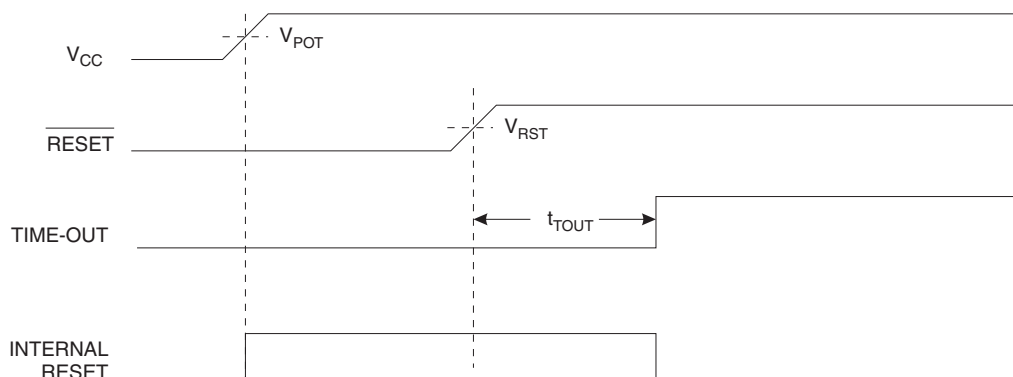 V_CC
V_POT
RESET
V_RST
TIME-OUT
t_TOUT
INTERNAL
RESET